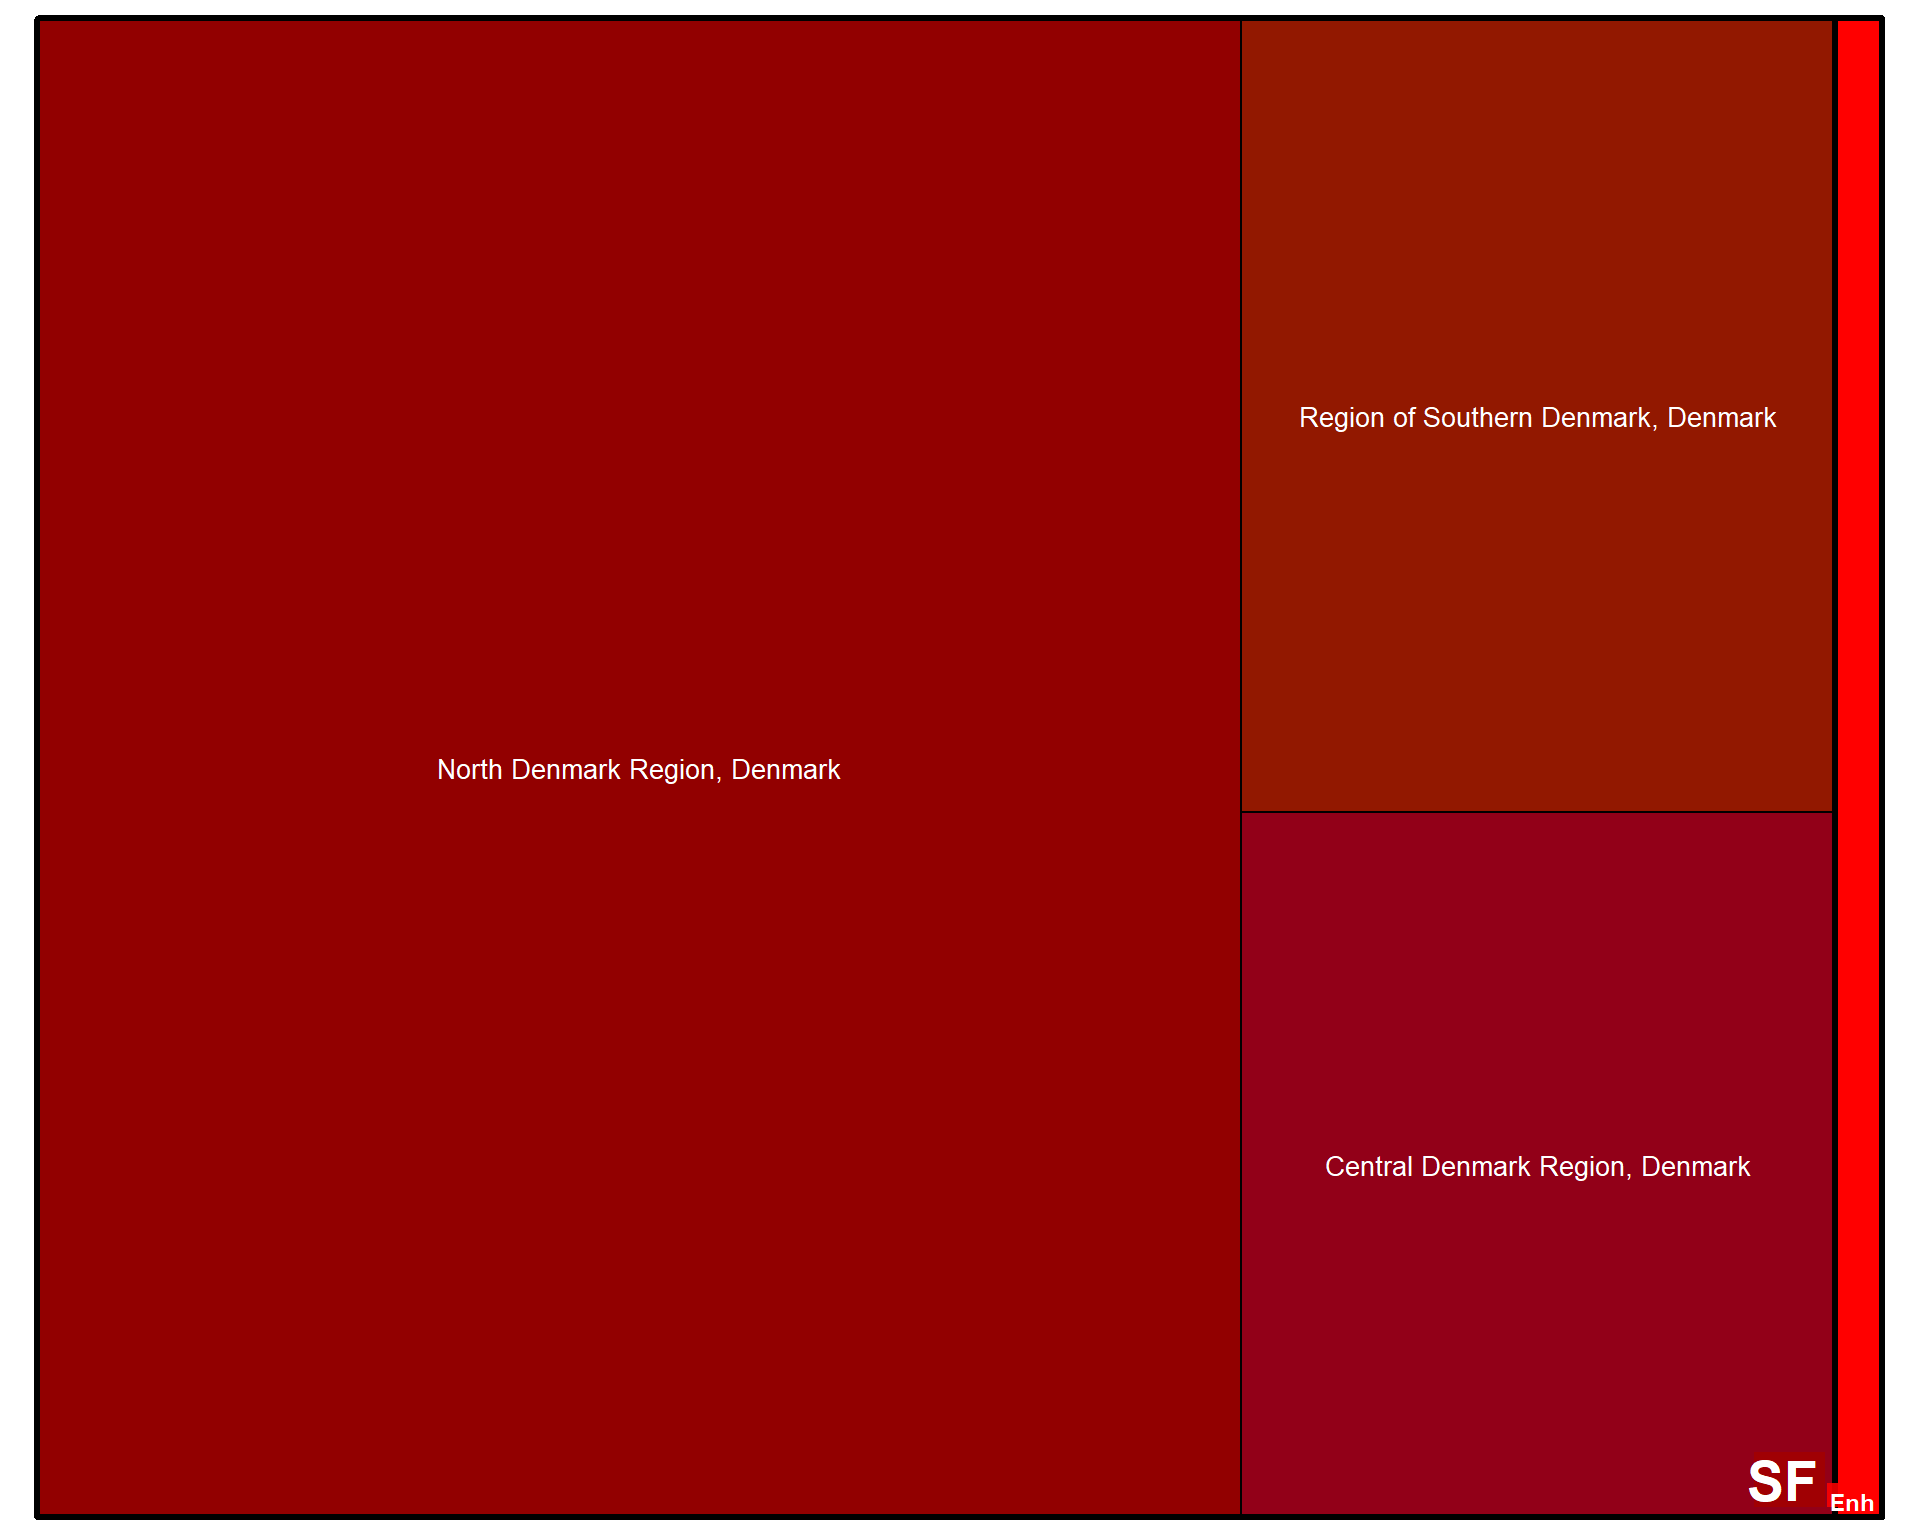 Region of Southern Denmark, Denmark
North Denmark Region, Denmark
Central Denmark Region, Denmark
SF
Enh